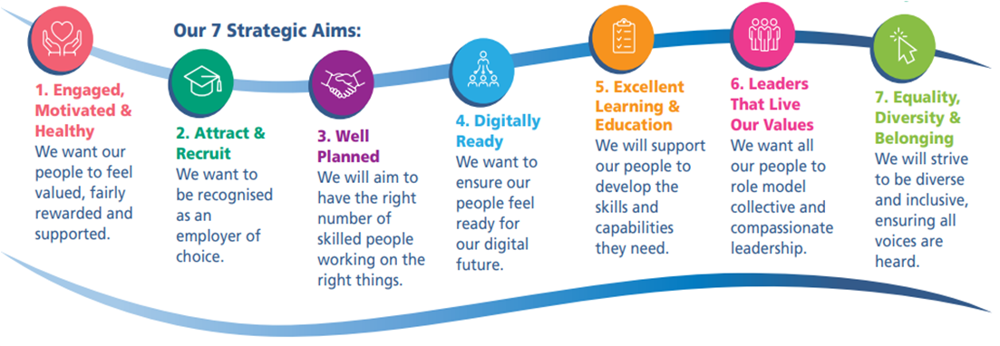 Our 7 Strategic Aims:
1. Engaged,
Motivated &
Healthy
We want our
people to feel
valued, fairly
rewarded and
supported.
2. Attract &
Recruit
We want to
be recognised
as an
employer of
choice.
3. Well
Planned
We will aim to
have the right
number of
skilled people
working on the
right things.
4. Digitally
Ready
We want to
ensure our
people feel
ready for
our digital
future.
5. Excellent
Learning &
Education
We will support
our people to
develop the
skills and
capabilities
they need.
6. Leaders
That Live
Our Values
We want all
our people to
role model
collective and
compassionate
leadership.
7. Equality,
Diversity &
Belonging
We will strive
to be diverse
and inclusive,
ensuring all
voices are
heard.